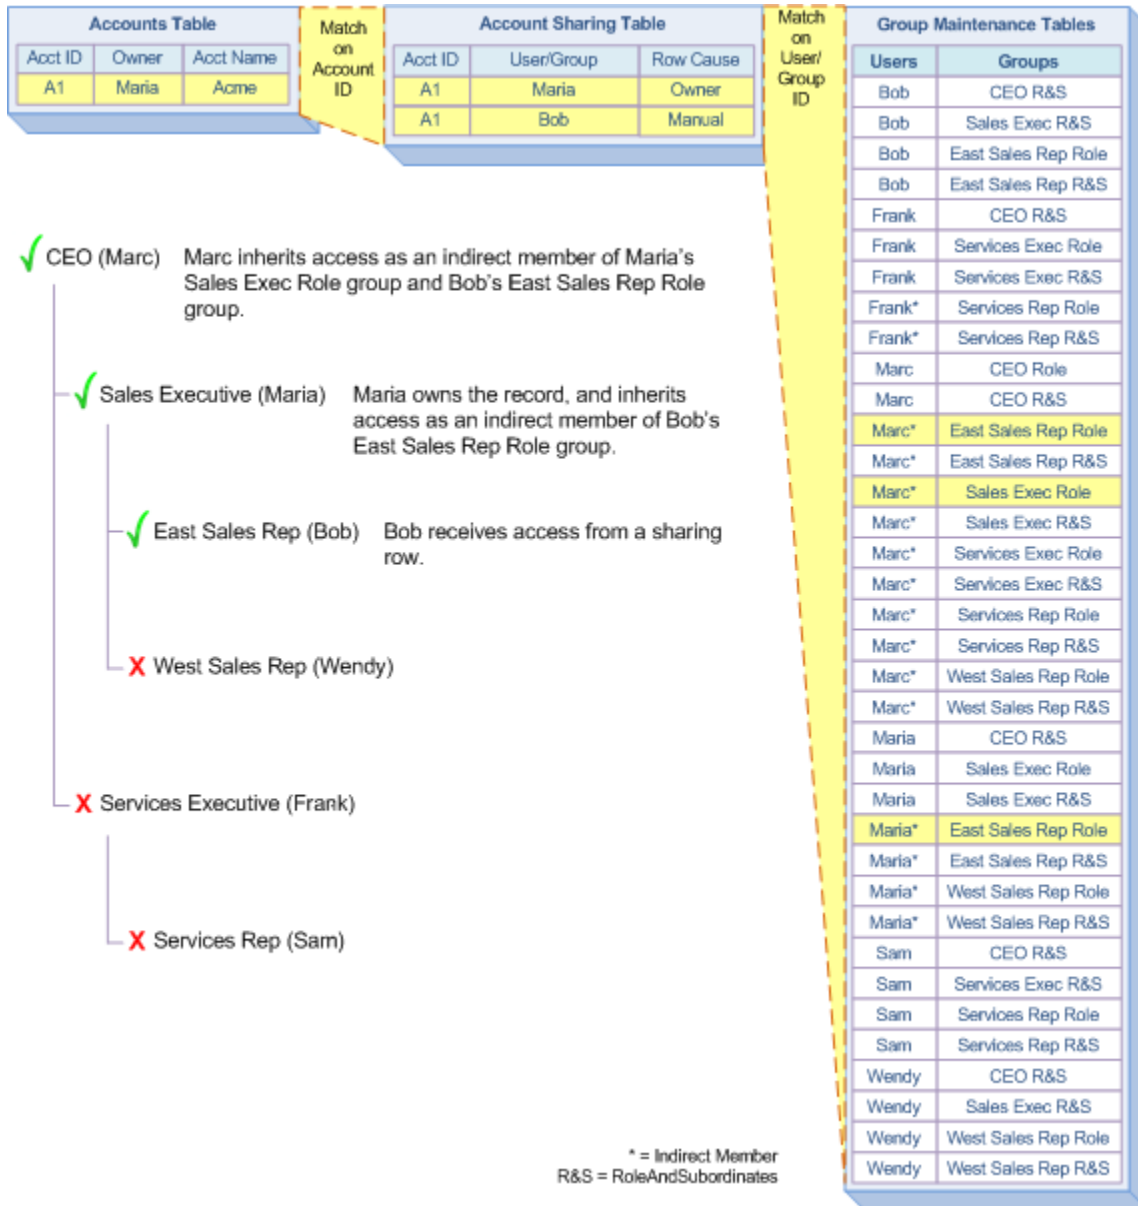 Accounts Table
Acct ID Owner Acct Name
A1 Maria Acme
Match
on
Account
ID
Account Sharing Table
Acct ID User/Group Row Cause
A1 Maria Owner
A1 Bob Manual
Match
on
User/
Group
ID
Group Maintenance Tables
Users Groups
Bob CEO R&S
Bob Sales Exec R&S
Bob East Sales Rep Role
Bob East Sales Rep R&S
Frank CEO R&S
Frank Services Exec Role
Frank Services Exec R&S
Frank* Services Rep Role
Frank* Services Rep R&S
Marc CEO Role
Marc CEO R&S
Marc* East Sales Rep Role
Marc* East Sales Rep R&S
Marc* Sales Exec Role
Marc* Sales Exec R&S
Marc* Services Exec Role
Marc* Services Exec R&S
Marc* Services Rep Role
Marc* Services Rep R&S
Marc* West Sales Rep Role
Marc* West Sales Rep R&S
Maria CEO R&S
Maria Sales Exec Role
Maria Sales Exec R&S
Maria* East Sales Rep Role
Maria* East Sales Rep R&S
Maria* West Sales Rep Role
Maria* West Sales Rep R&S
Sam CEO R&S
Sam Services Exec R&S
Sam Services Rep Role
Sam Services Rep R&S
Wendy CEO R&S
Wendy Sales Exec R&S
Wendy West Sales Rep Role
Wendy West Sales Rep R&S
CEO (Marc) Marc inherits access as an indirect member of Maria's
Sales Exec Role group and Bob's East Sales Rep Role
group.
Sales Executive (Maria) Maria owns the record, and inherits
access as an indirect member of Bob's
East Sales Rep Role group.
East Sales Rep (Bob) Bob receives access from a sharing
row.
X West Sales Rep (Wendy)
X Services Executive (Frank)
X Services Rep (Sam)
* = Indirect Member
R&S = RoleAndSubordinates